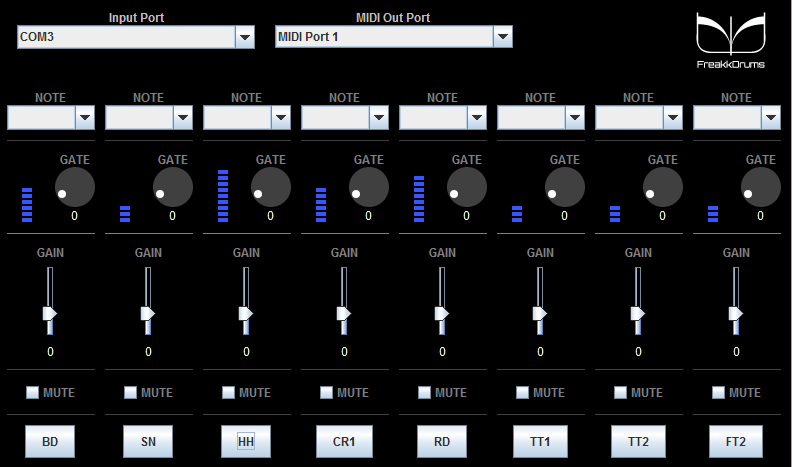 Input Port MIDI Out Port
COM3 MIDI Port 1
FreakkDrums
NOTE NOTE NOTE NOTE NOTE NOTE NOTE NOTE
GATE GATE GATE GATE GATE GATE GATE GATE
0 0 0 0 0 0 0 0
GAIN GAIN GAIN GAIN GAIN GAIN GAIN GAIN
0 0 0 0 0 0 0 0
MUTE MUTE MUTE MUTE MUTE MUTE MUTE MUTE
BD SN HH CR1 RD TT1 TT2 FT2